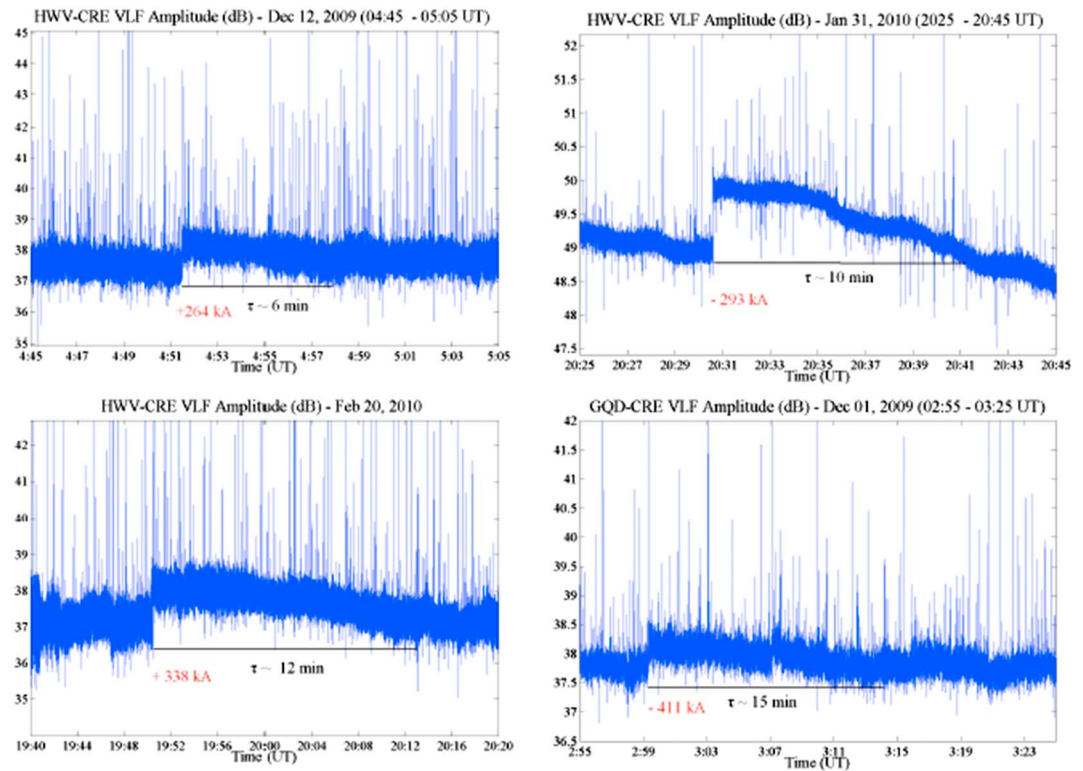 HWV-CRE VLF Amplitude (dB) - Dec 12, 2009 (04:45 - 05:05 UT)
45
44
43
42
41
40
39
38
37
36
35
+264 kA
τ ~ 6 min
4:45 4:47 4:49 4:51 4:53 4:55 4:57 4:59 5:01 5:03 5:05
Time (UT)
HWV-CRE VLF Amplitude (dB) - Jan 31, 2010 (2025 - 20:45 UT)
52
51.5
51
50.5
50
49.5
49
48.5
48
47.5
τ ~ 10 min
- 293 kA
20:25 20:27 20:29 20:31 20:33 20:35 20:37 20:39 20:41 20:43 20:45
Time (UT)
HWV-CRE VLF Amplitude (dB) - Feb 20, 2010
42
41
40
39
38
37
36
35
+ 338 kA
τ ~ 12 min
19:40 19:44 19:48 19:52 19:56 20:00 20:04 20:08 20:12 20:16 20:20
Time (UT)
GQD-CRE VLF Amplitude (dB) - Dec 01, 2009 (02:55 - 03:25 UT)
42
41.5
41
40.5
40
39.5
39
38.5
38
37.5
37
36.5
- 411 kA
τ ~ 15 min
2:55 2:59 3:03 3:07 3:11 3:15 3:19 3:23
Time (UT)